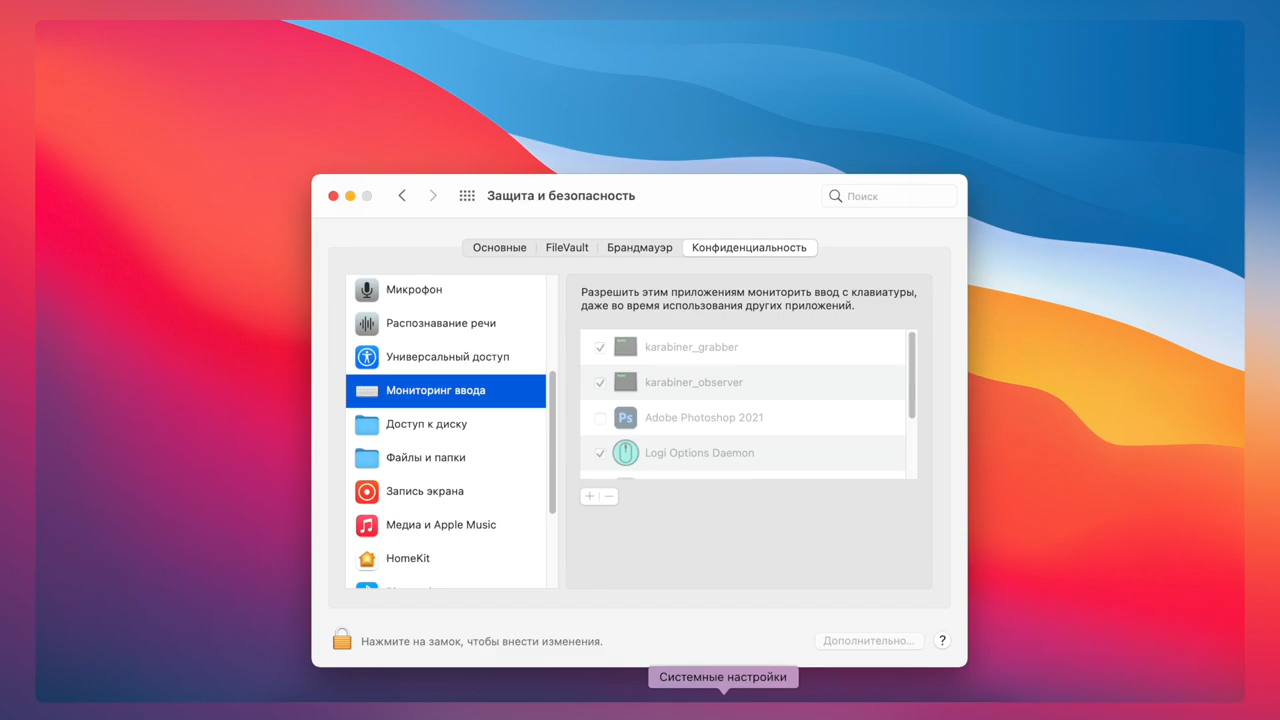 Защита и безопасность
Поиск
Основные
FileVault
Брандмауэр
Конфиденциальность
Микрофон
Распознавание речи
Универсальный доступ
Мониторинг ввода
Доступ к диску
Файлы и папки
Запись экрана
Медиа и Apple Music
HomeKit
Разрешить этим приложениям мониторить ввод с клавиатуры,
даже во время использования других приложений.
karabiner_grabber
karabiner_observer
Ps Adobe Photoshop 2021
Logi Options Daemon
+ −
Нажмите на замок, чтобы внести изменения.
Дополнительно...
?
Системные настройки